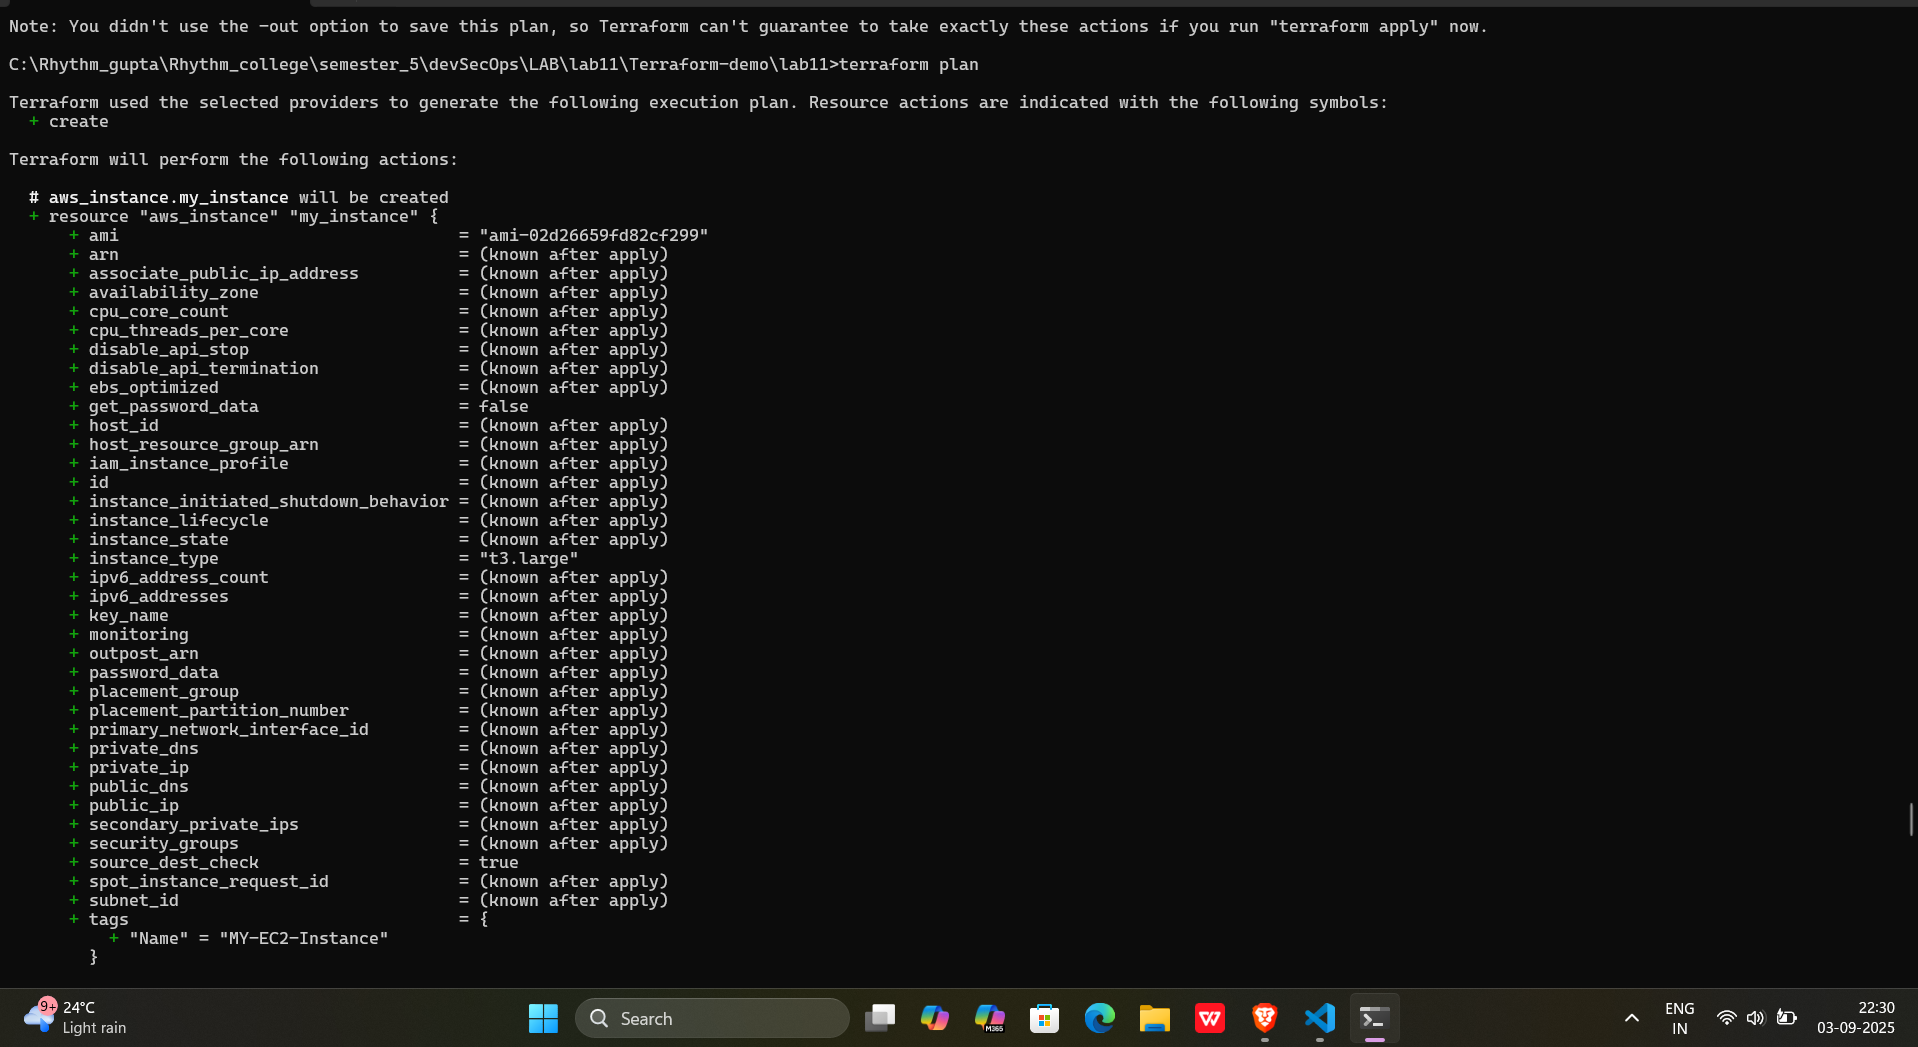 Note: You didn't use the -out option to save this plan, so Terraform can't guarantee to take exactly these actions if you run "terraform apply" now.
C:\Rhythm_gupta\Rhythm_college\semester_5\devSecOps\LAB\lab11\Terraform-demo\lab11>terraform plan
Terraform used the selected providers to generate the following execution plan. Resource actions are indicated with the following symbols:
+ create
Terraform will perform the following actions:
# aws_instance.my_instance will be created
+ resource "aws_instance" "my_instance" {
+ ami = "ami-02d26659fd82cf299"
+ arn = (known after apply)
+ associate_public_ip_address = (known after apply)
+ availability_zone = (known after apply)
+ cpu_core_count = (known after apply)
+ cpu_threads_per_core = (known after apply)
+ disable_api_stop = (known after apply)
+ disable_api_termination = (known after apply)
+ ebs_optimized = (known after apply)
+ get_password_data = false
+ host_id = (known after apply)
+ host_resource_group_arn = (known after apply)
+ iam_instance_profile = (known after apply)
+ id = (known after apply)
+ instance_initiated_shutdown_behavior = (known after apply)
+ instance_lifecycle = (known after apply)
+ instance_state = (known after apply)
+ instance_type = "t3.large"
+ ipv6_address_count = (known after apply)
+ ipv6_addresses = (known after apply)
+ key_name = (known after apply)
+ monitoring = (known after apply)
+ outpost_arn = (known after apply)
+ password_data = (known after apply)
+ placement_group = (known after apply)
+ placement_partition_number = (known after apply)
+ primary_network_interface_id = (known after apply)
+ private_dns = (known after apply)
+ private_ip = (known after apply)
+ public_dns = (known after apply)
+ public_ip = (known after apply)
+ secondary_private_ips = (known after apply)
+ security_groups = (known after apply)
+ source_dest_check = true
+ spot_instance_request_id = (known after apply)
+ subnet_id = (known after apply)
+ tags = {
+ "Name" = "MY-EC2-Instance"
}
9+
24°C
Light rain
Search
M365
ENG
IN
22:30
03-09-2025